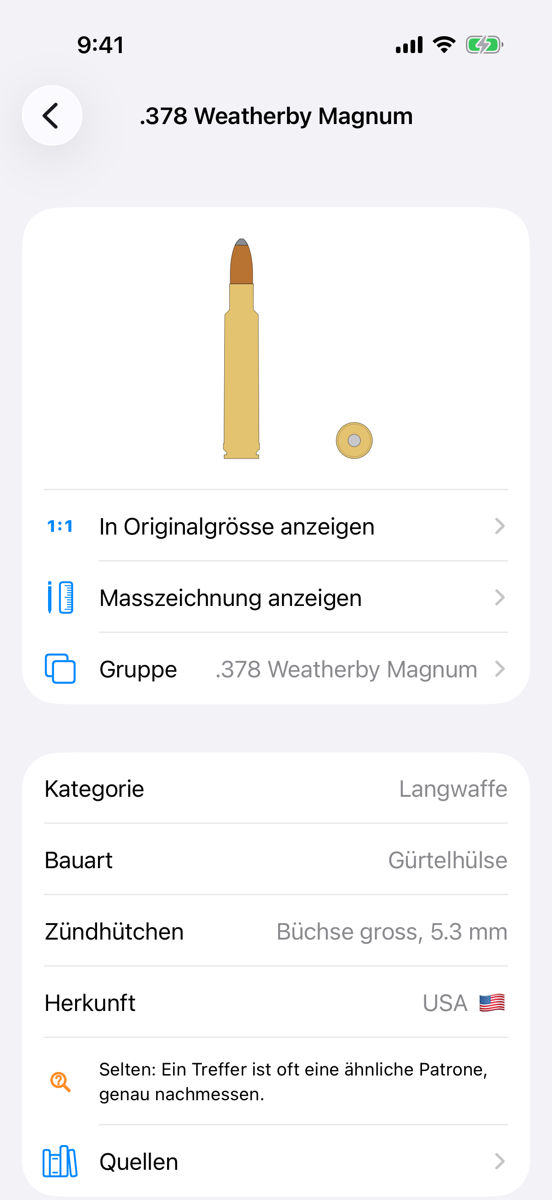 9:41
.378 Weatherby Magnum
1:1 In Originalgrösse anzeigen
Masszeichnung anzeigen
Gruppe .378 Weatherby Magnum
Kategorie Langwaffe
Bauart Gürtelhülse
Zündhütchen Büchse gross, 5.3 mm
Herkunft USA 🇺🇸
Selten: Ein Treffer ist oft eine ähnliche Patrone,
genau nachmessen.
Quellen